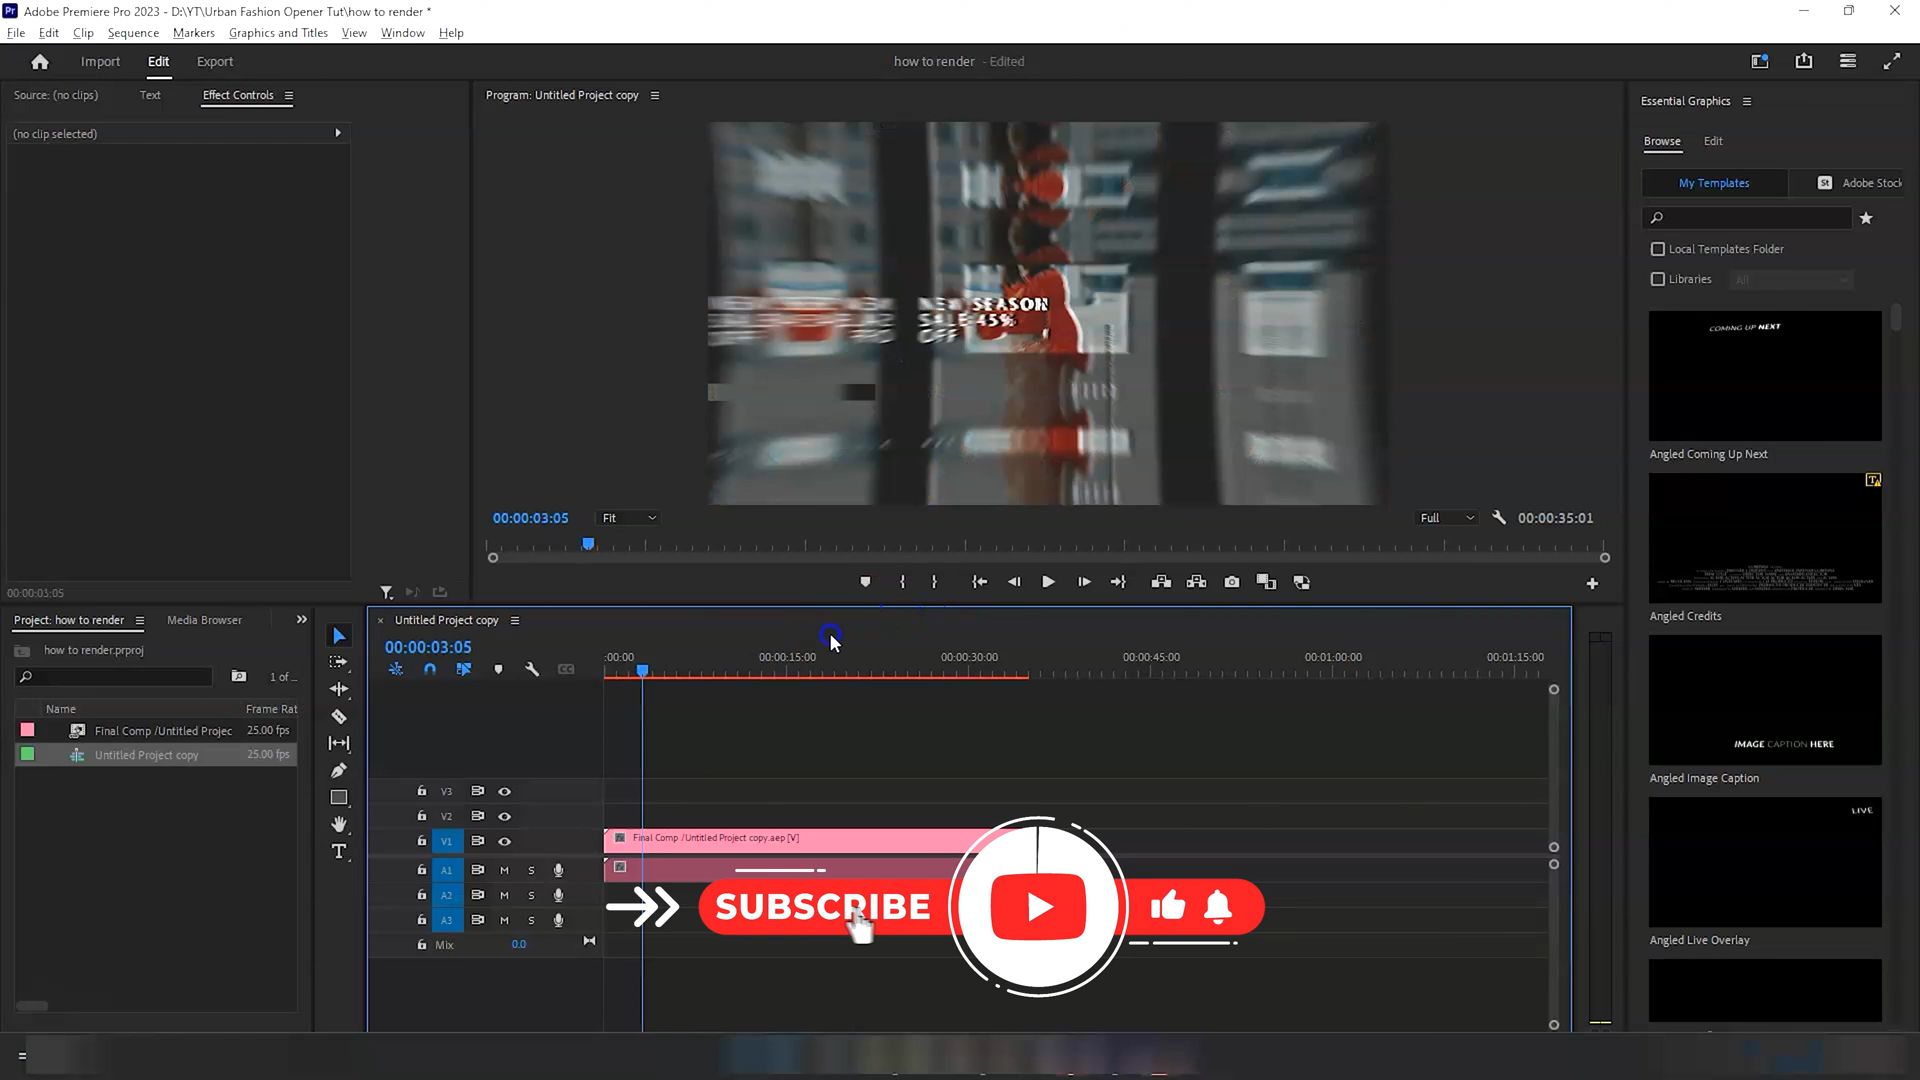 Pr Adobe Premiere Pro 2023 - D:\YT\Urban Fashion Opener Tut\how to render *
File Edit Clip Sequence Markers Graphics and Titles View Window Help
Import Edit Export
how to render - Edited
Source: (no clips) Text Effect Controls
(no clip selected)
00:00:03:05
Program: Untitled Project copy
NEW SEASON
SALE 45%
OFF
00:00:03:05 Fit Full 00:00:35:01
Essential Graphics
Browse Edit
My Templates St Adobe Stock
Local Templates Folder
Libraries All
COMING UP NEXT
Angled Coming Up Next
Angled Credits
IMAGE CAPTION HERE
Angled Image Caption
LIVE
Angled Live Overlay
Project: how to render Media Browser
how to render.prproj
1 of ...
Name Frame Rat
Final Comp /Untitled Projec 25.00 fps
Untitled Project copy 25.00 fps
Untitled Project copy
00:00:03:05
:00:00 00:00:15:00 00:00:30:00 00:00:45:00 00:01:00:00 00:01:15:00
V3
V2
V1
Final Comp /Untitled Project copy.aep [V]
A1 M S
A2 M S
A3 M S
Mix 0.0
SUBSCRIBE